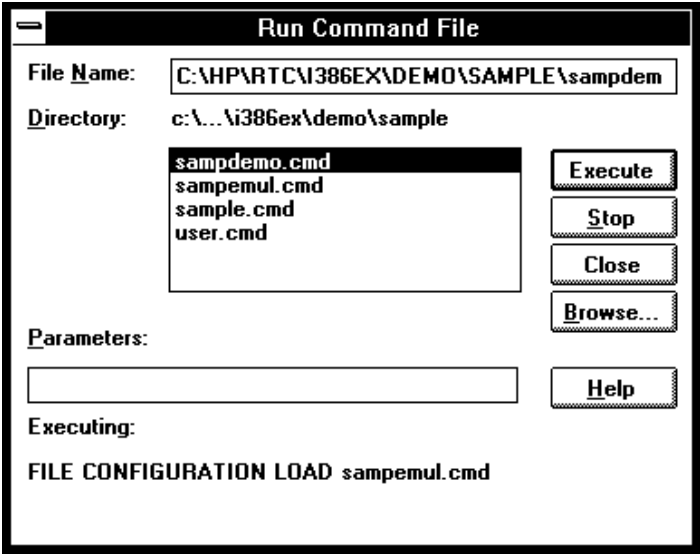 Run Command File
File Name: C:\HP\RTC\I386EX\DEMO\SAMPLE\sampdem
Directory: c:\...\i386ex\demo\sample
sampdemo.cmd
sampemul.cmd
sample.cmd
user.cmd
Execute
Stop
Close
Browse...
Parameters:
Help
Executing:
FILE CONFIGURATION LOAD sampemul.cmd